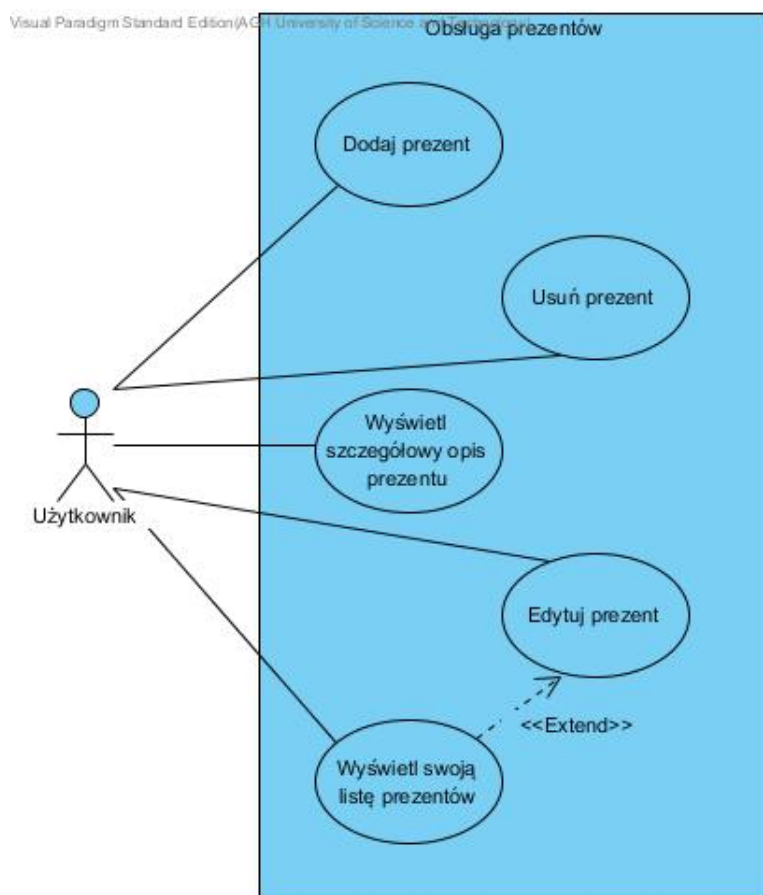 Visual Paradigm Standard Edition(AGH University of Science and Technology)
Obsługa prezentów
Dodaj prezent
Usuń prezent
Wyświetl
szczegółowy opis
prezentu
Użytkownik
Edytuj prezent
<<Extend>>
Wyświetl swoją
listę prezentów